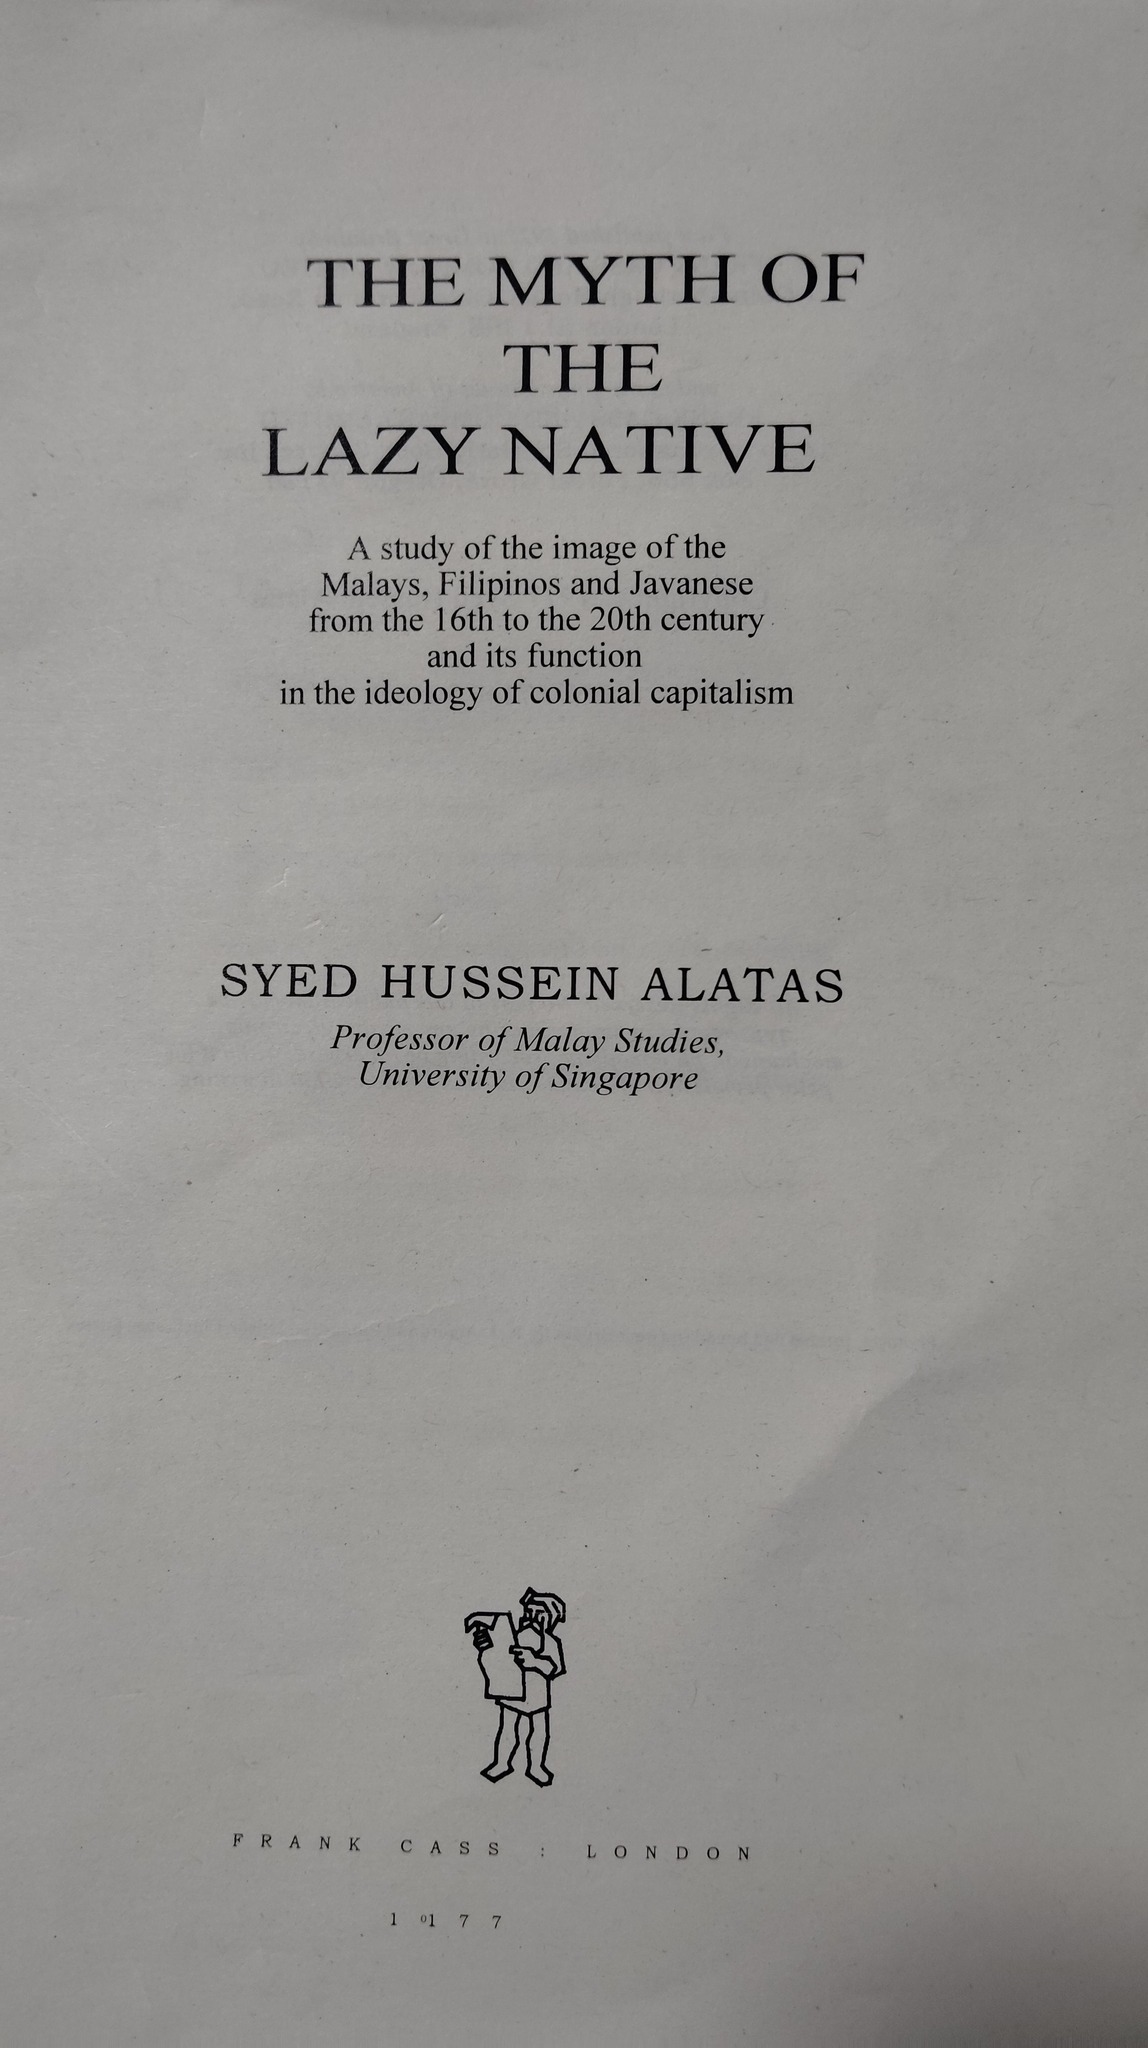 THE MYTH OF
THE
LAZY NATIVE
A study of the image of the
Malays, Filipinos and Javanese
from the 16th to the 20th century
and its function
in the ideology of colonial capitalism
SYED HUSSEIN ALATAS
Professor of Malay Studies,
University of Singapore
FRANK CASS : LONDON
1 01 7 7